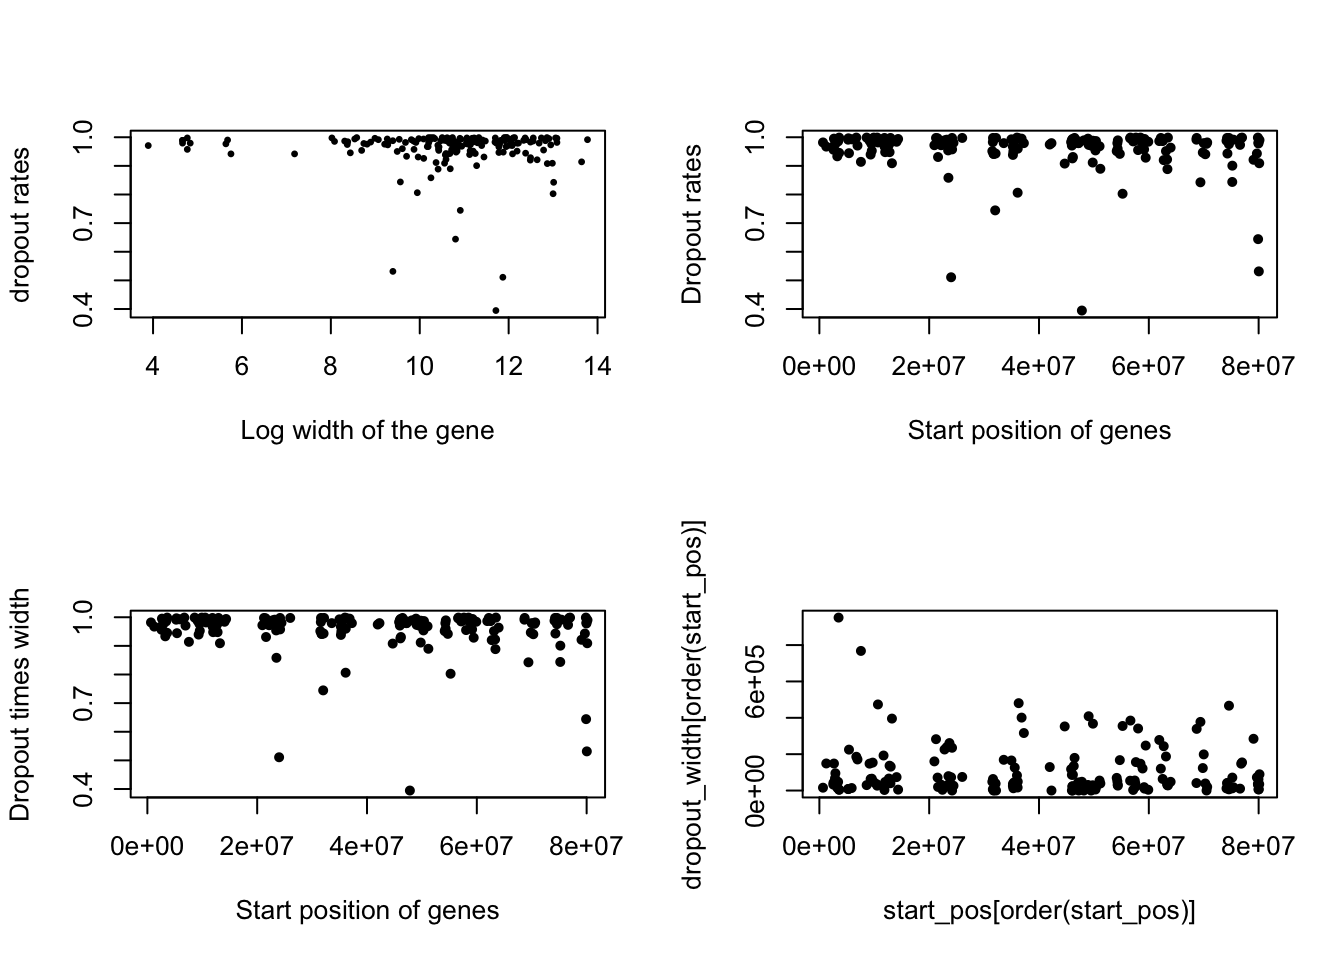 dropout rates
1.0
0.7
0.4
4 6 8 10 12 14
Log width of the gene
Dropout rates
1.0
0.7
0.4
0e+00 2e+07 4e+07 6e+07 8e+07
Start position of genes
Dropout times width
1.0
0.7
0.4
0e+00 2e+07 4e+07 6e+07 8e+07
Start position of genes
dropout_width[order(start_pos)]
6e+05
0e+00
0e+00 2e+07 4e+07 6e+07 8e+07
start_pos[order(start_pos)]